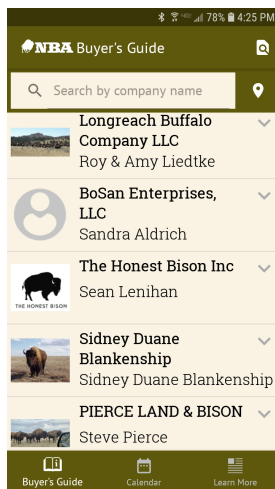 78% 4:25 PM
NBA Buyer's Guide
Search by company name
Longreach Buffalo
Company LLC
Roy & Amy Liedtke
BoSan Enterprises,
LLC
Sandra Aldrich
THE HONEST BISON
The Honest Bison Inc
Sean Lenihan
Sidney Duane
Blankenship
Sidney Duane Blankenship
PIERCE LAND & BISON
Steve Pierce
Buyer's Guide
Calendar
Learn More